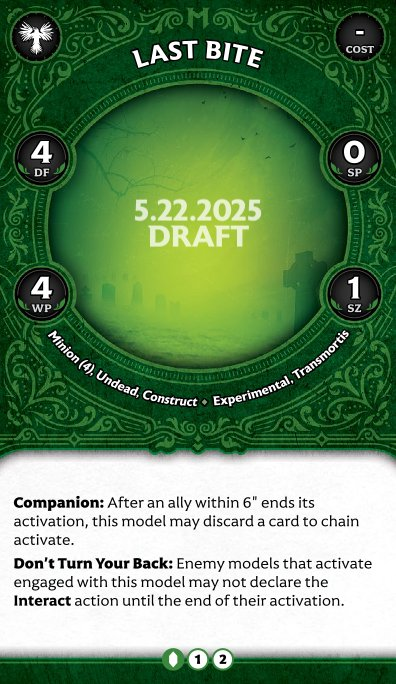 LAST BITE
-
COST
4
DF
0
SP
5.22.2025
DRAFT
4
WP
1
SZ
Minion (4), Undead, Construct • Experimental, Transmortis
Companion: After an ally within 6" ends its
activation, this model may discard a card to chain
activate.
Don't Turn Your Back: Enemy models that activate
engaged with this model may not declare the
Interact action until the end of their activation.
1 2